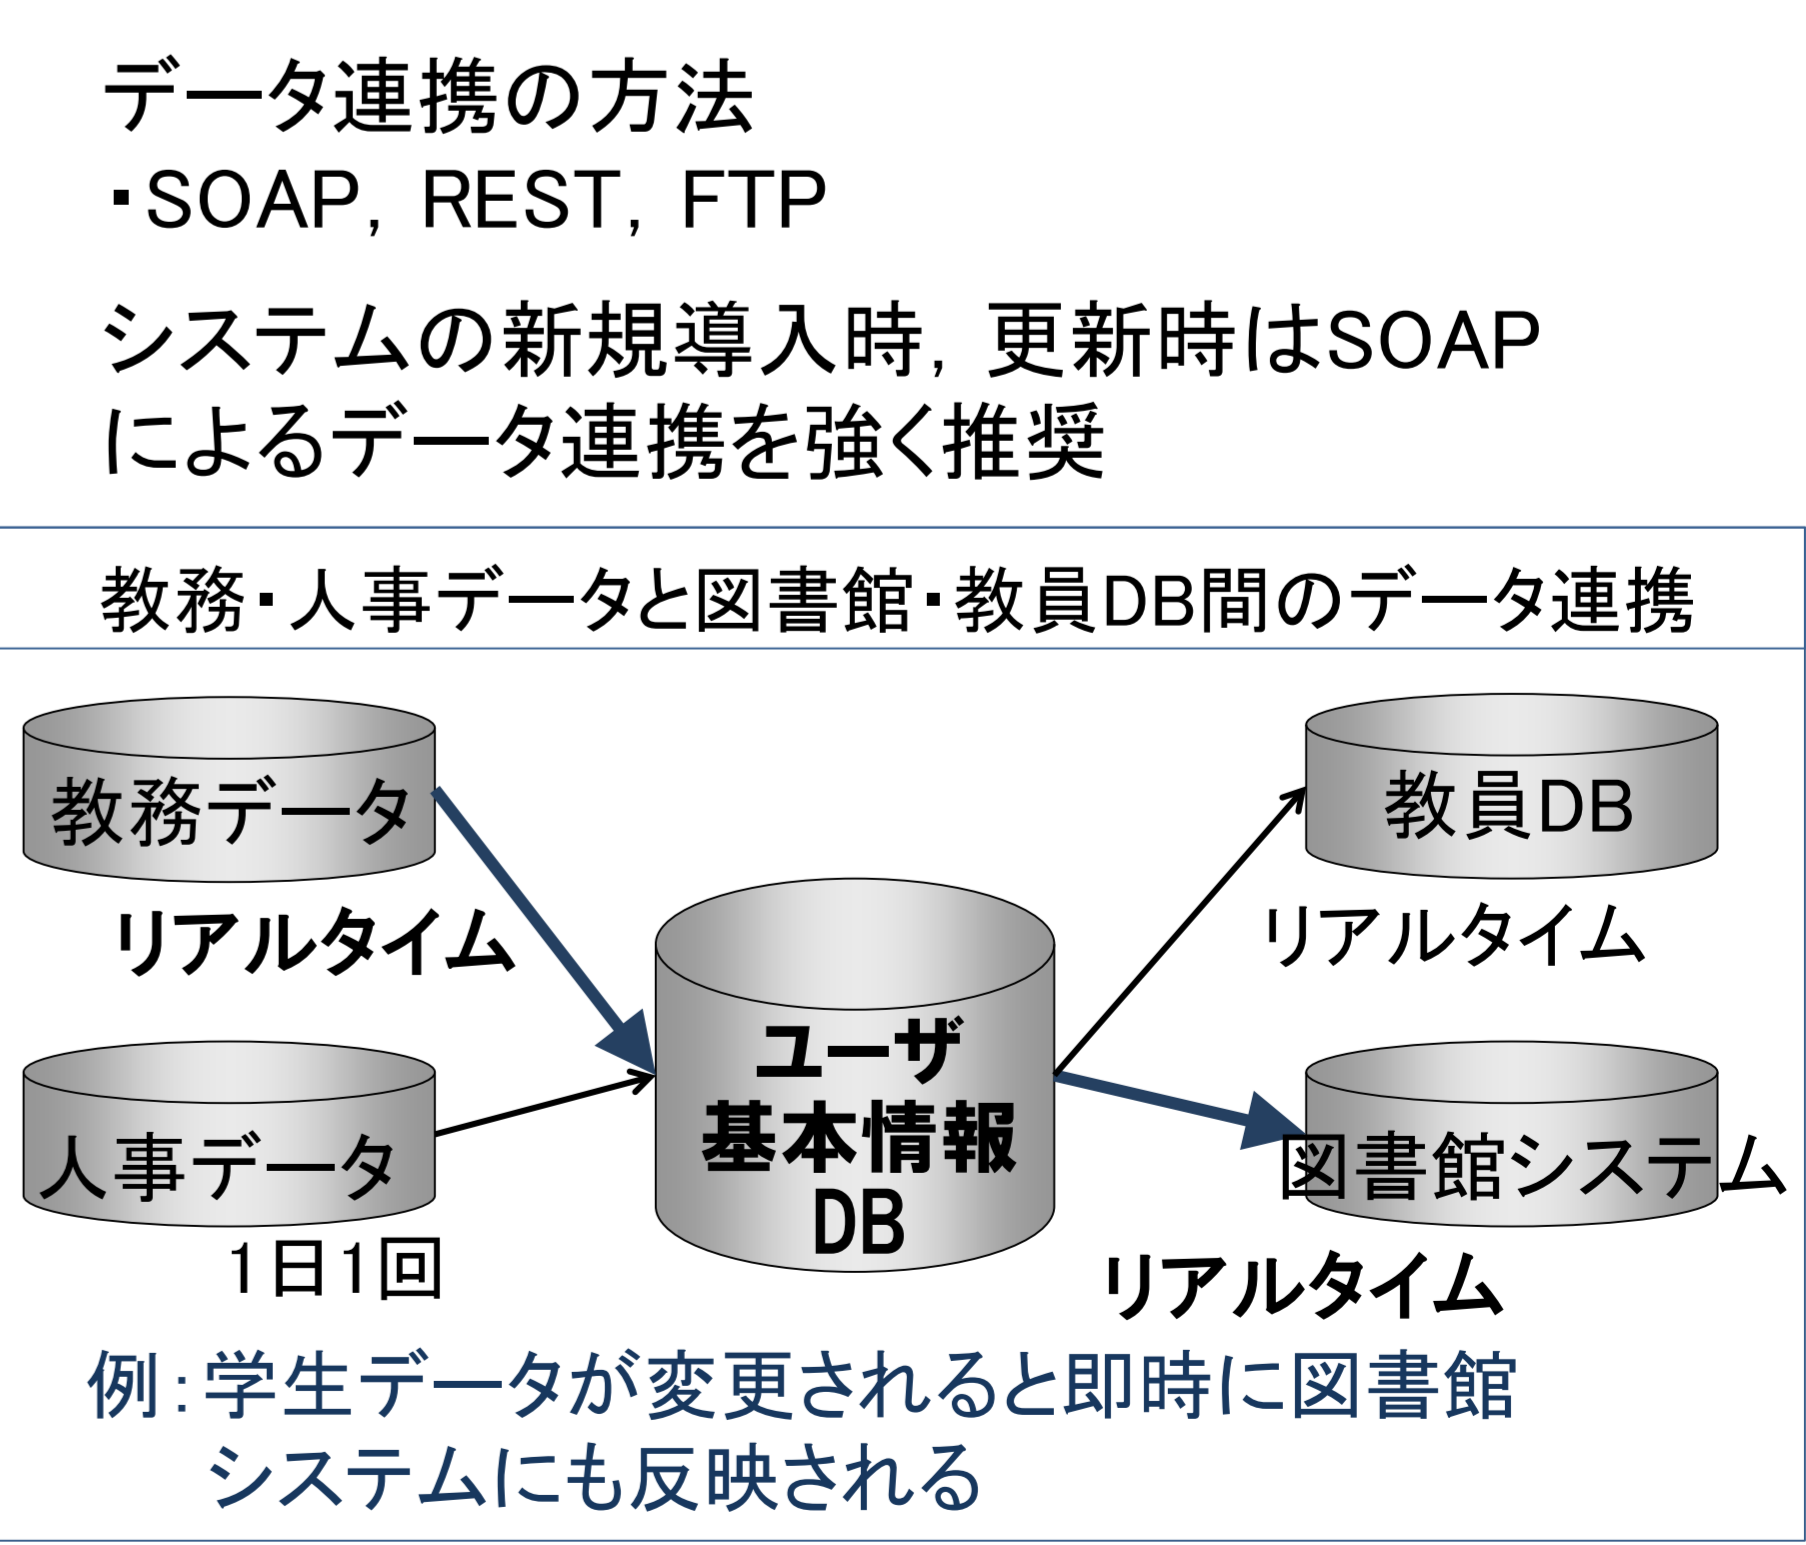 データ連携の方法
・SOAP，REST，FTP
システムの新規導入時，更新時はSOAP
によるデータ連携を強く推奨
教務・人事データと図書館・教員DB間のデータ連携
教務データ
リアルタイム
人事データ
1日1回
ユーザ
基本情報
DB
教員DB
リアルタイム
図書館システム
リアルタイム
例：学生データが変更されると即時に図書館
システムにも反映される